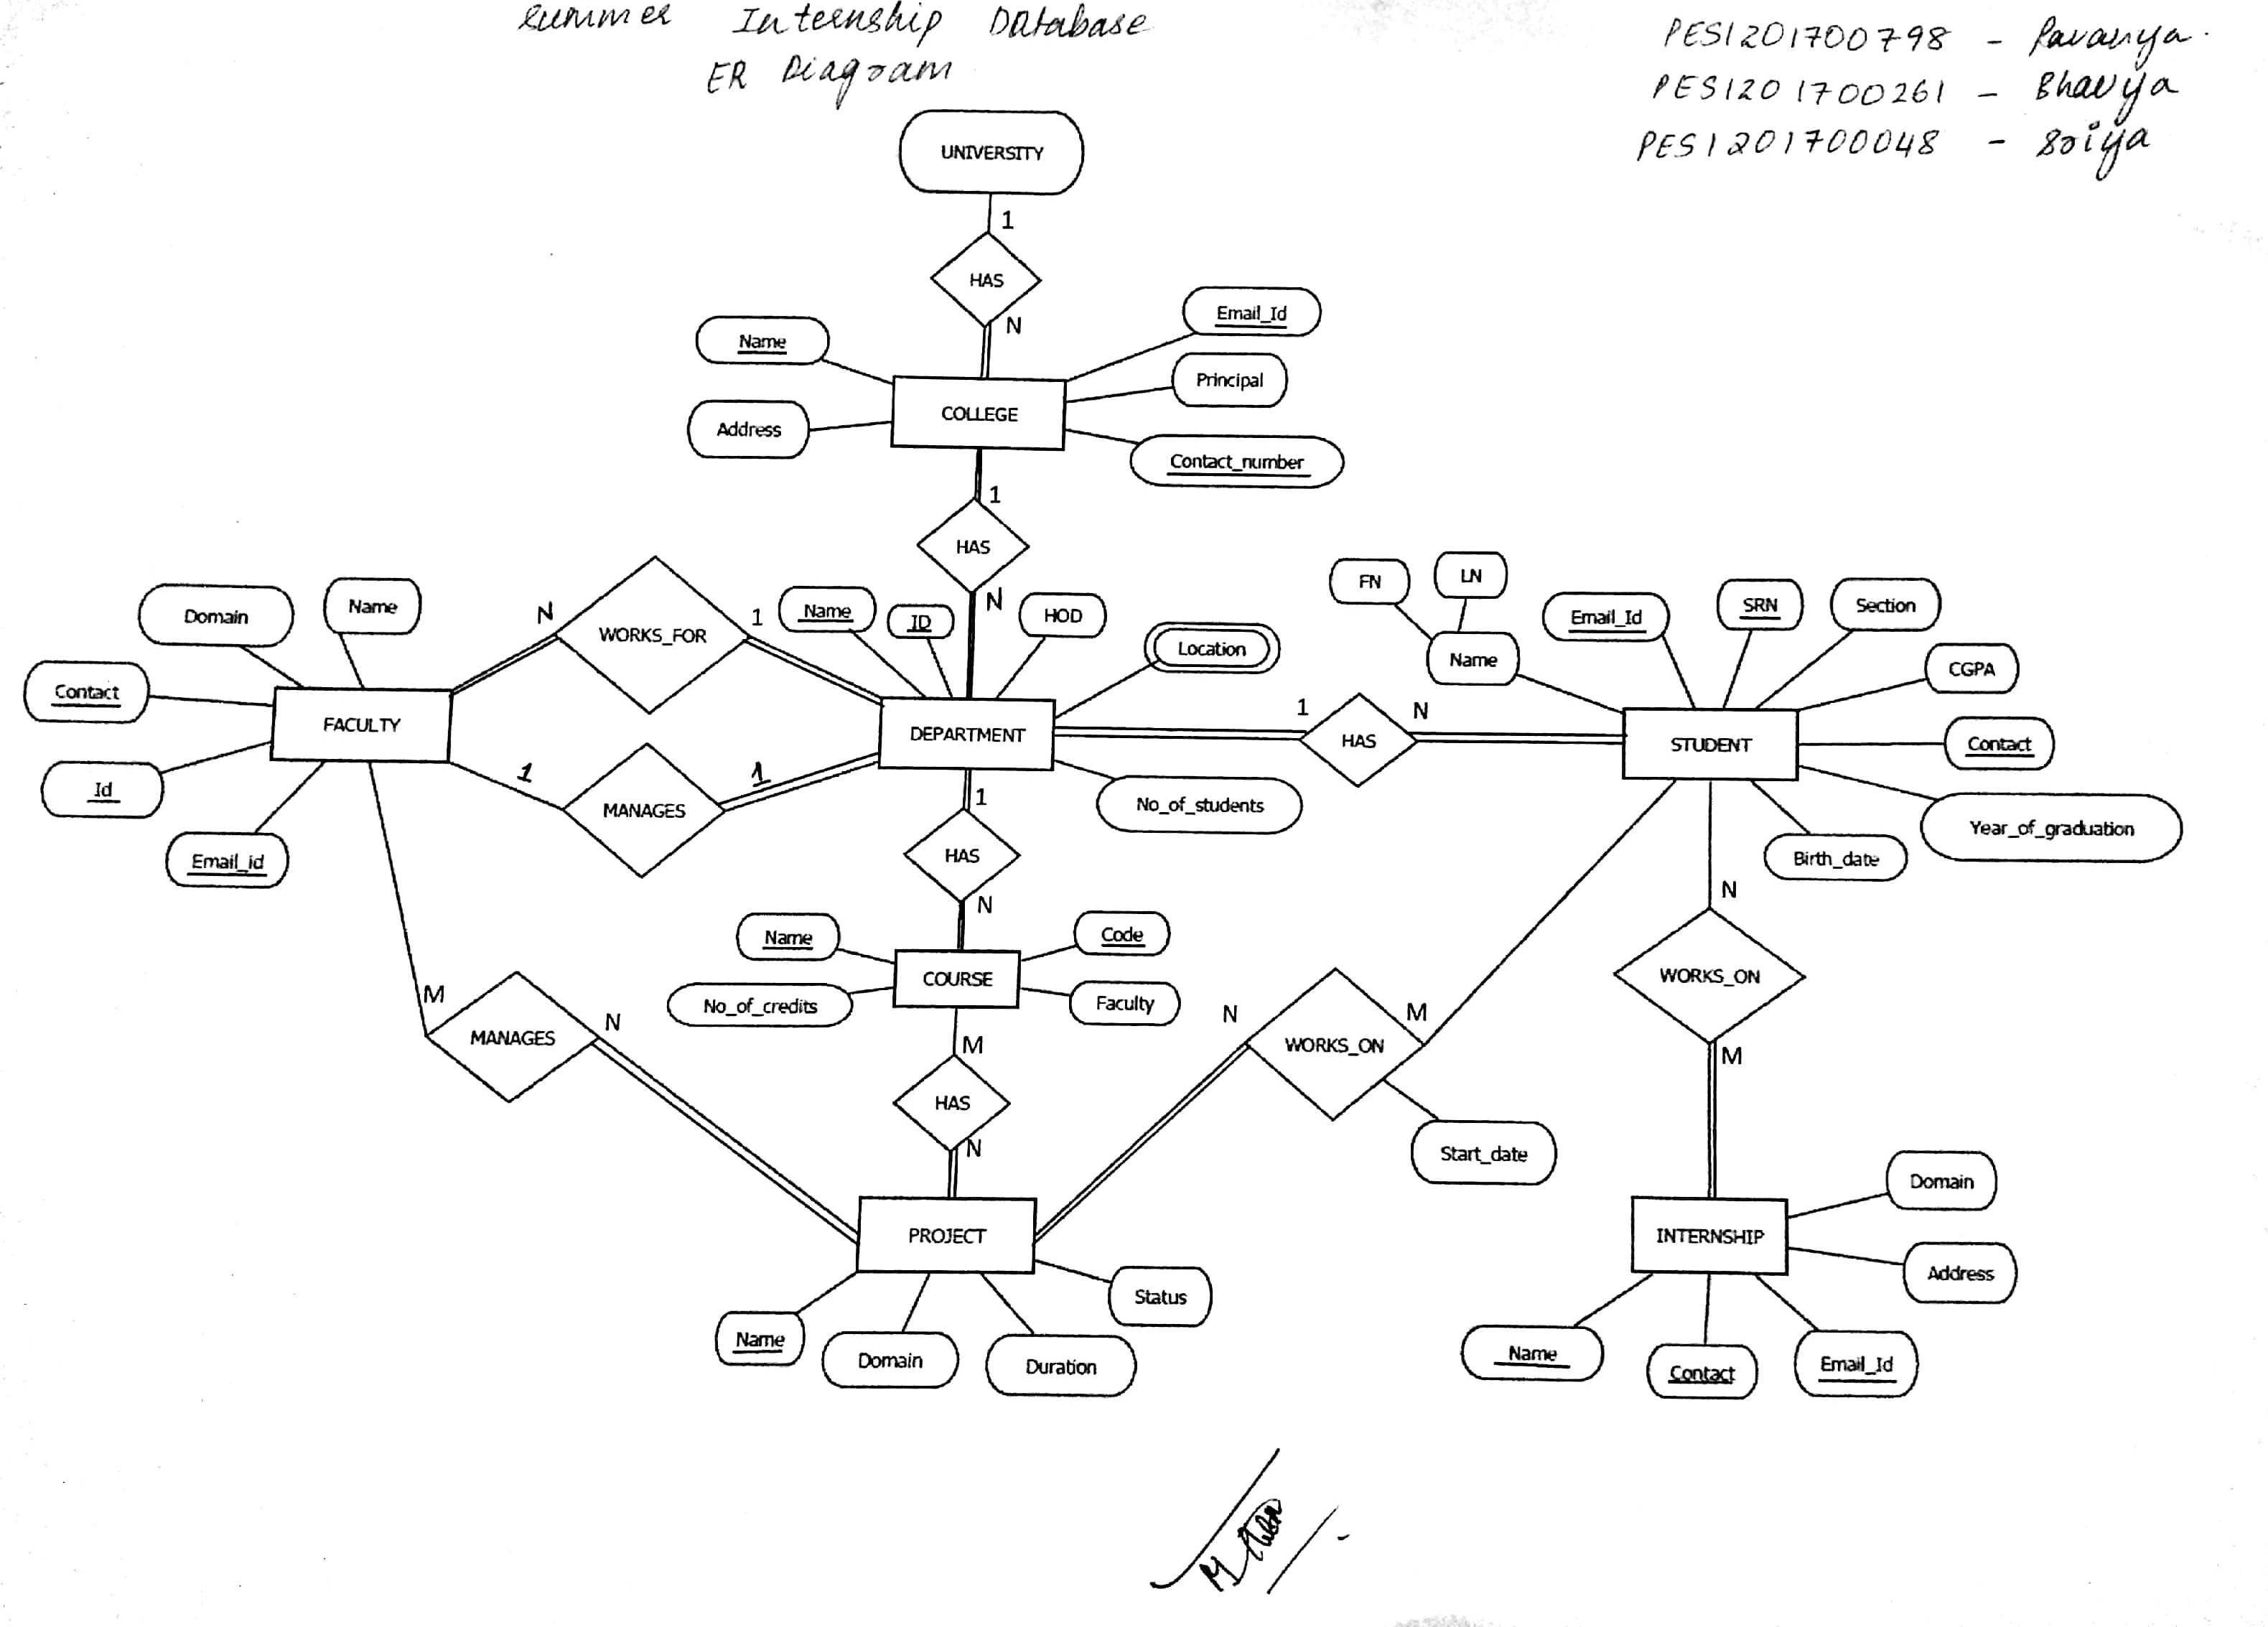 Summer Internship Database
ER Diagram
PES1201700798 - Pavanya.
PES1201700261 - Bhavya
PES1201700048 - Sriya
UNIVERSITY
1
HAS
N
Name
Email_Id
Principal
COLLEGE
Address
Contact_number
1
HAS
N
Domain
Name
N
WORKS_FOR
1
Name
ID
HOD
Location
FN
LN
Name
Email_Id
SRN
Section
CGPA
Contact
FACULTY
DEPARTMENT
1
HAS
N
STUDENT
Contact
Id
1
MANAGES
1
No_of_students
Year_of_graduation
Birth_date
Email_id
1
HAS
N
N
Name
Code
COURSE
No_of_credits
Faculty
WORKS_ON
M
MANAGES
N
M
HAS
N
N
WORKS_ON
M
M
Start_date
PROJECT
INTERNSHIP
Domain
Address
Status
Name
Domain
Duration
Name
Contact
Email_Id